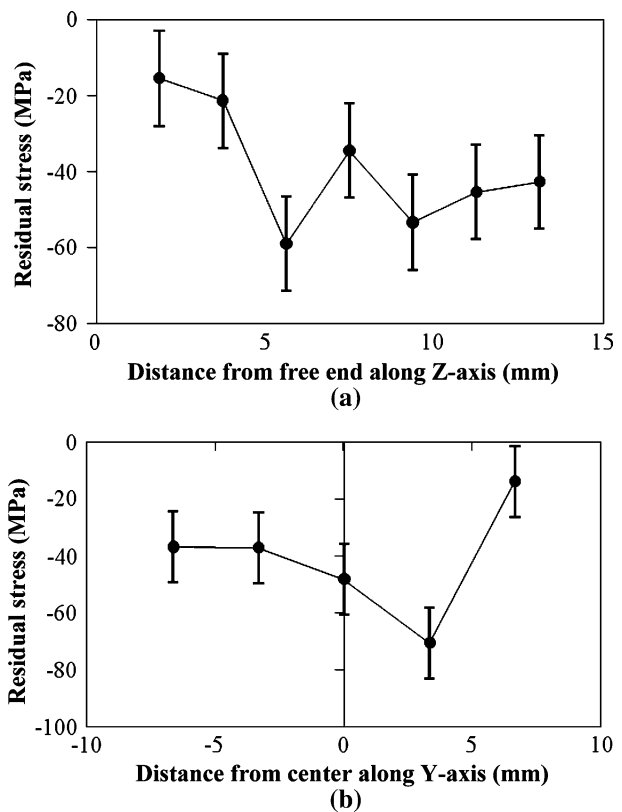 0
-20
-40
-60
-80
Residual stress (MPa)
0 5 10 15
Distance from free end along Z-axis (mm)
(a)
0
-20
-40
-60
-80
-100
Residual stress (MPa)
-10 -5 0 5 10
Distance from center along Y-axis (mm)
(b)